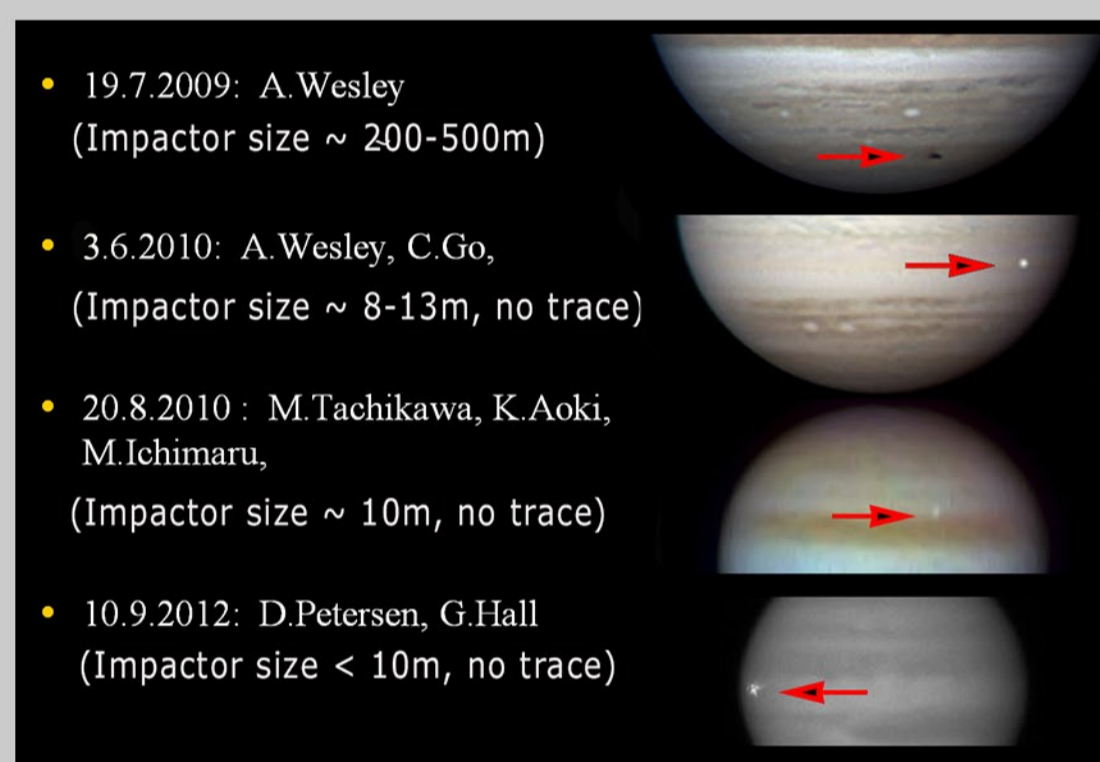 • 19.7.2009: A.Wesley
(Impactor size ~ 200-500m)
• 3.6.2010: A.Wesley, C.Go,
(Impactor size ~ 8-13m, no trace)
• 20.8.2010 : M.Tachikawa, K.Aoki,
M.Ichimaru,
(Impactor size ~ 10m, no trace)
• 10.9.2012: D.Petersen, G.Hall
(Impactor size < 10m, no trace)